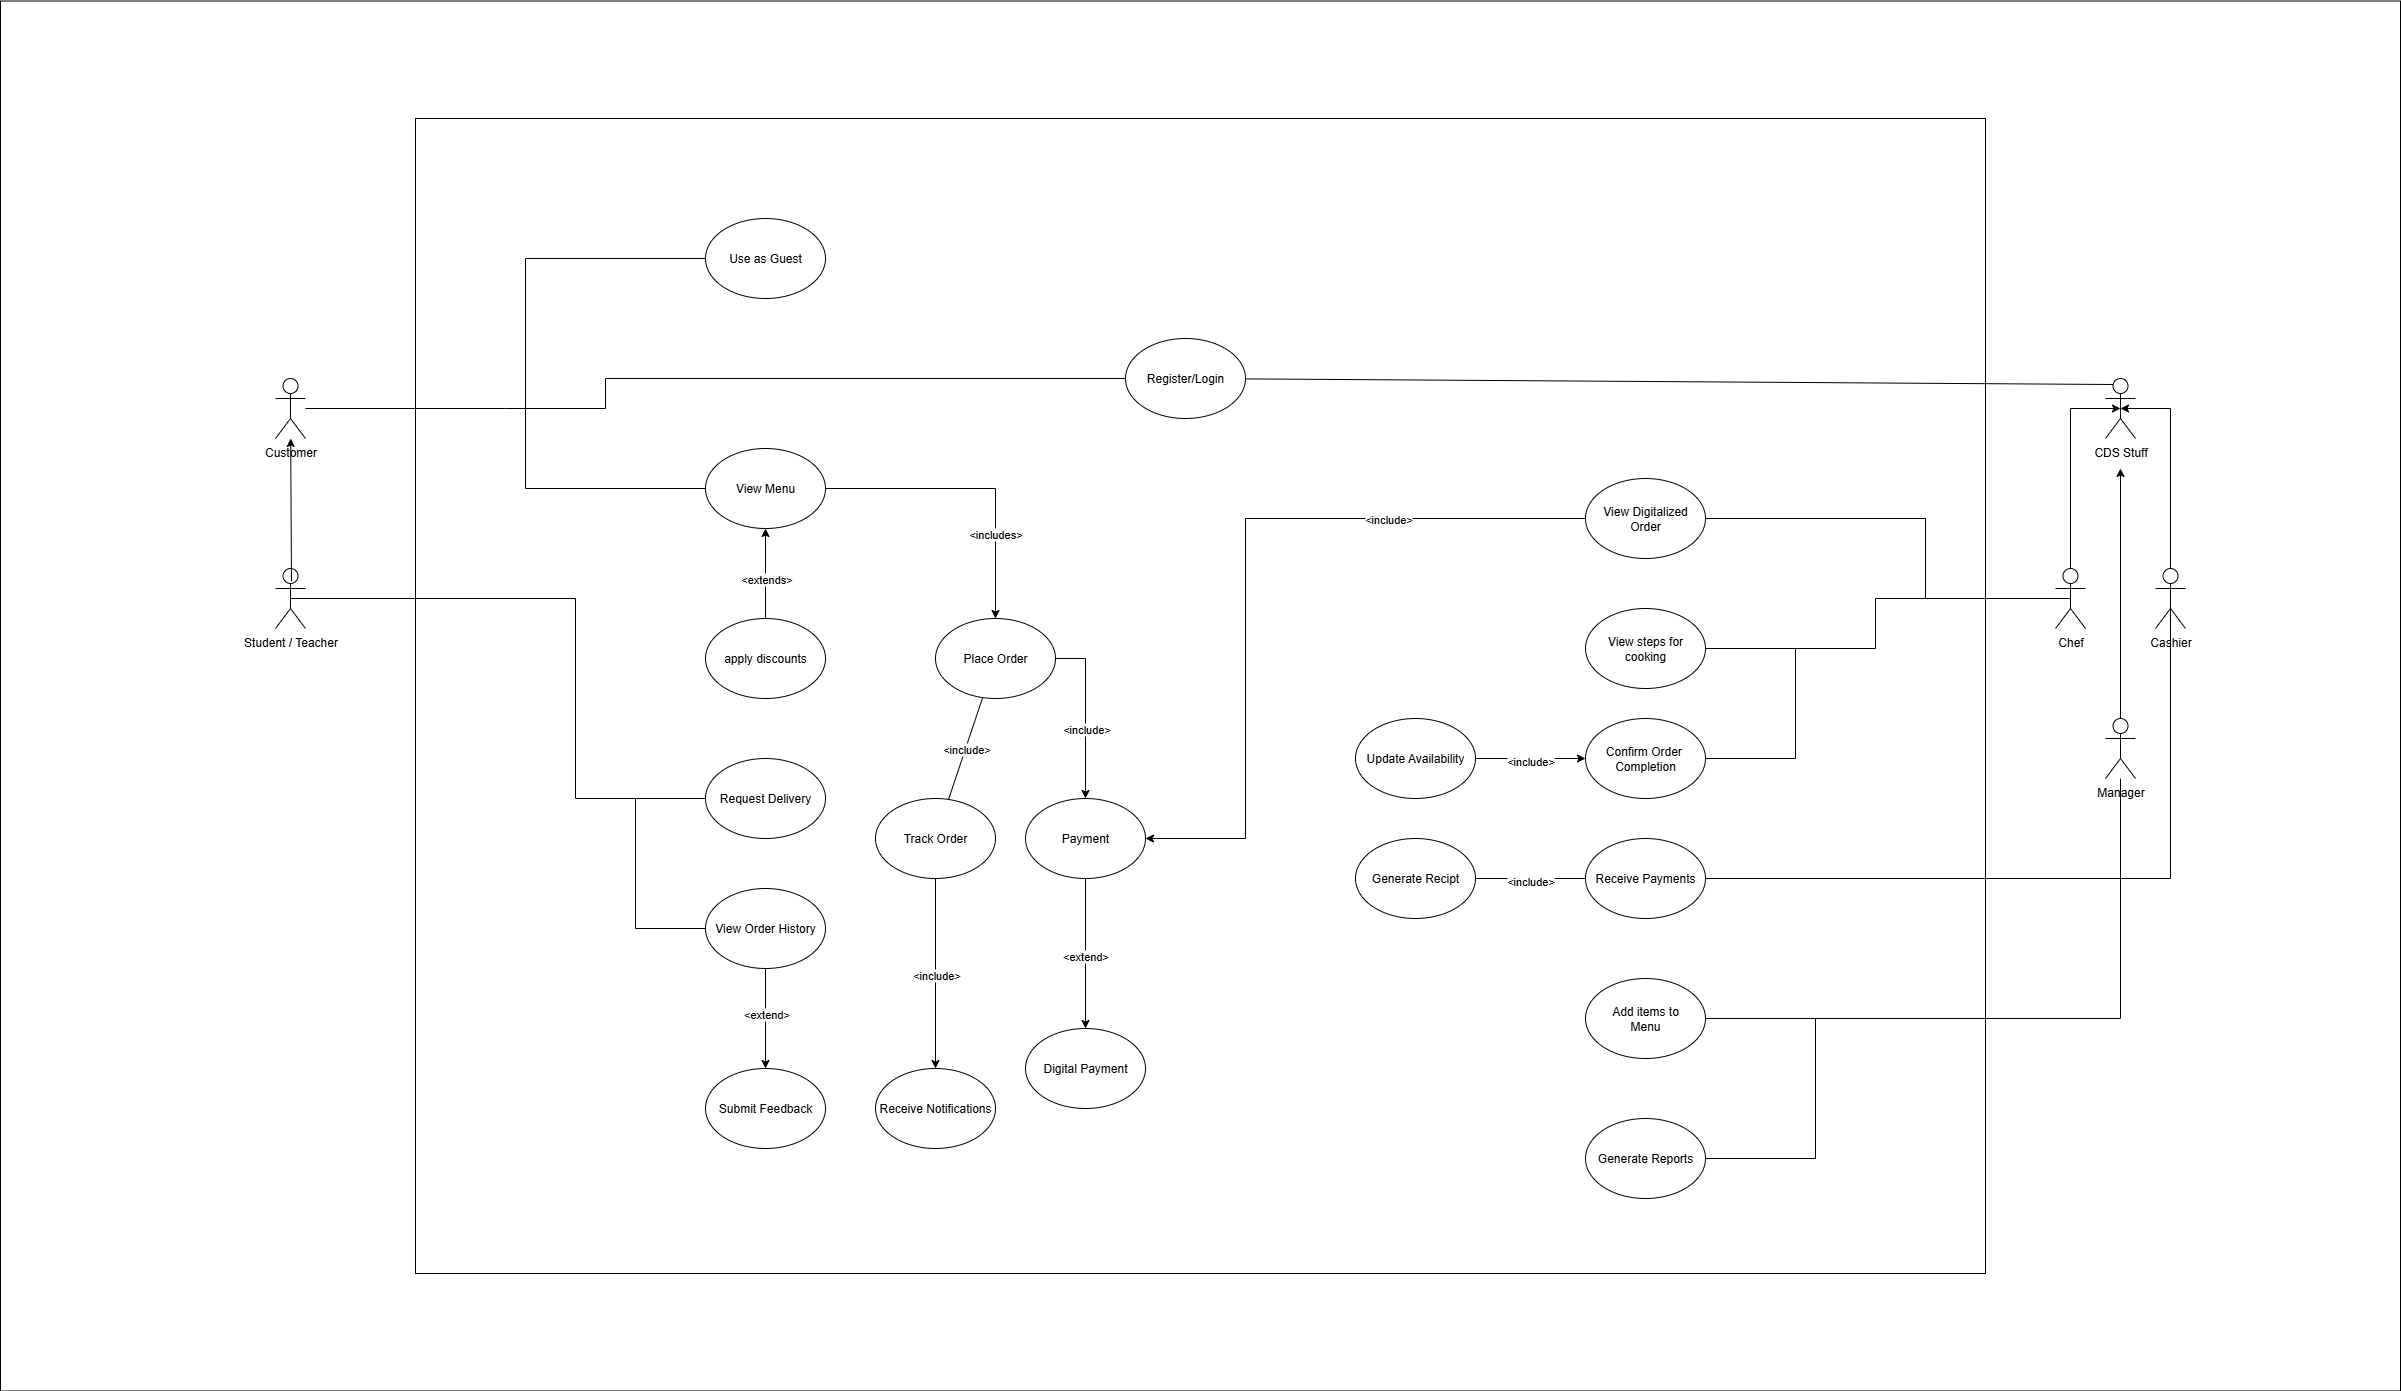 Use as Guest
Register/Login
Customer
CDS Stuff
View Menu
<includes>
<include>
View Digitalized
Order
<extends>
Student / Teacher
apply discounts
Place Order
View steps for
cooking
Chef
Cashier
<include>
<include>
Update Availability
<include>
Confirm Order
Completion
Manager
Request Delivery
Track Order
Payment
Generate Recipt
<include>
Receive Payments
View Order History
<include>
<extend>
<extend>
Add items to
Menu
Digital Payment
Submit Feedback
Receive Notifications
Generate Reports